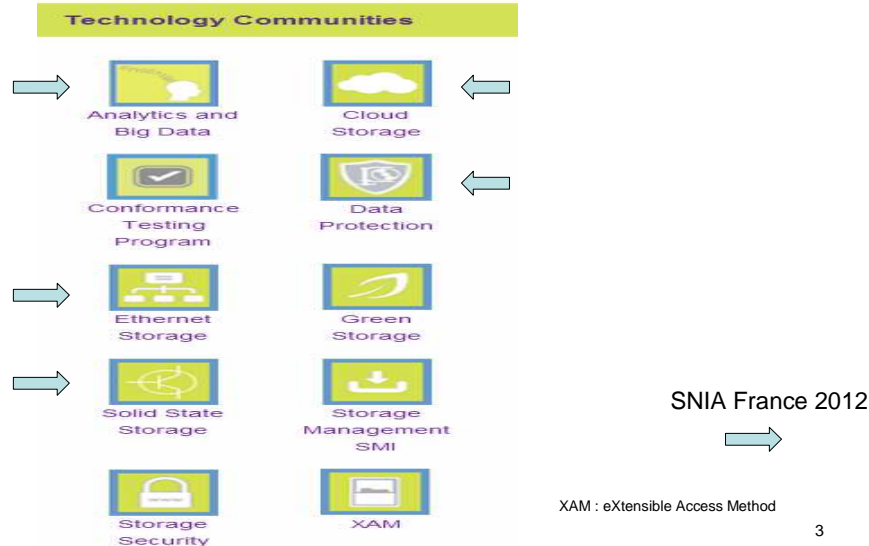 Technology Communities
Analytics and
Big Data
Cloud
Storage
Conformance
Testing
Program
Data
Protection
Ethernet
Storage
Green
Storage
Solid State
Storage
Storage
Management
SMI
Storage
Security
XAM
SNIA France 2012
XAM : eXtensible Access Method
3